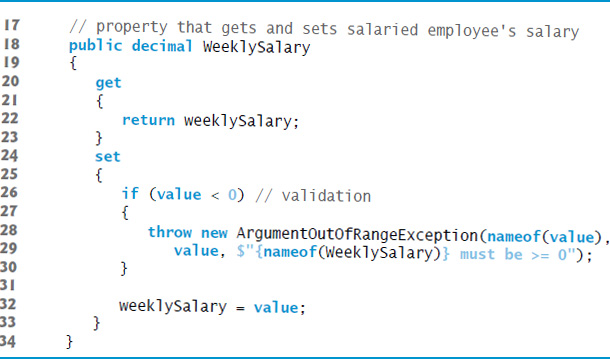 17 // property that gets and sets salaried employee's salary
18 public decimal WeeklySalary
19 {
20 get
21 {
22 return weeklySalary;
23 }
24 set
25 {
26 if (value < 0) // validation
27 {
28 throw new ArgumentOutOfRangeException(nameof(value),
29 value, $"{nameof(WeeklySalary)} must be >= 0");
30 }
31
32 weeklySalary = value;
33 }
34 }